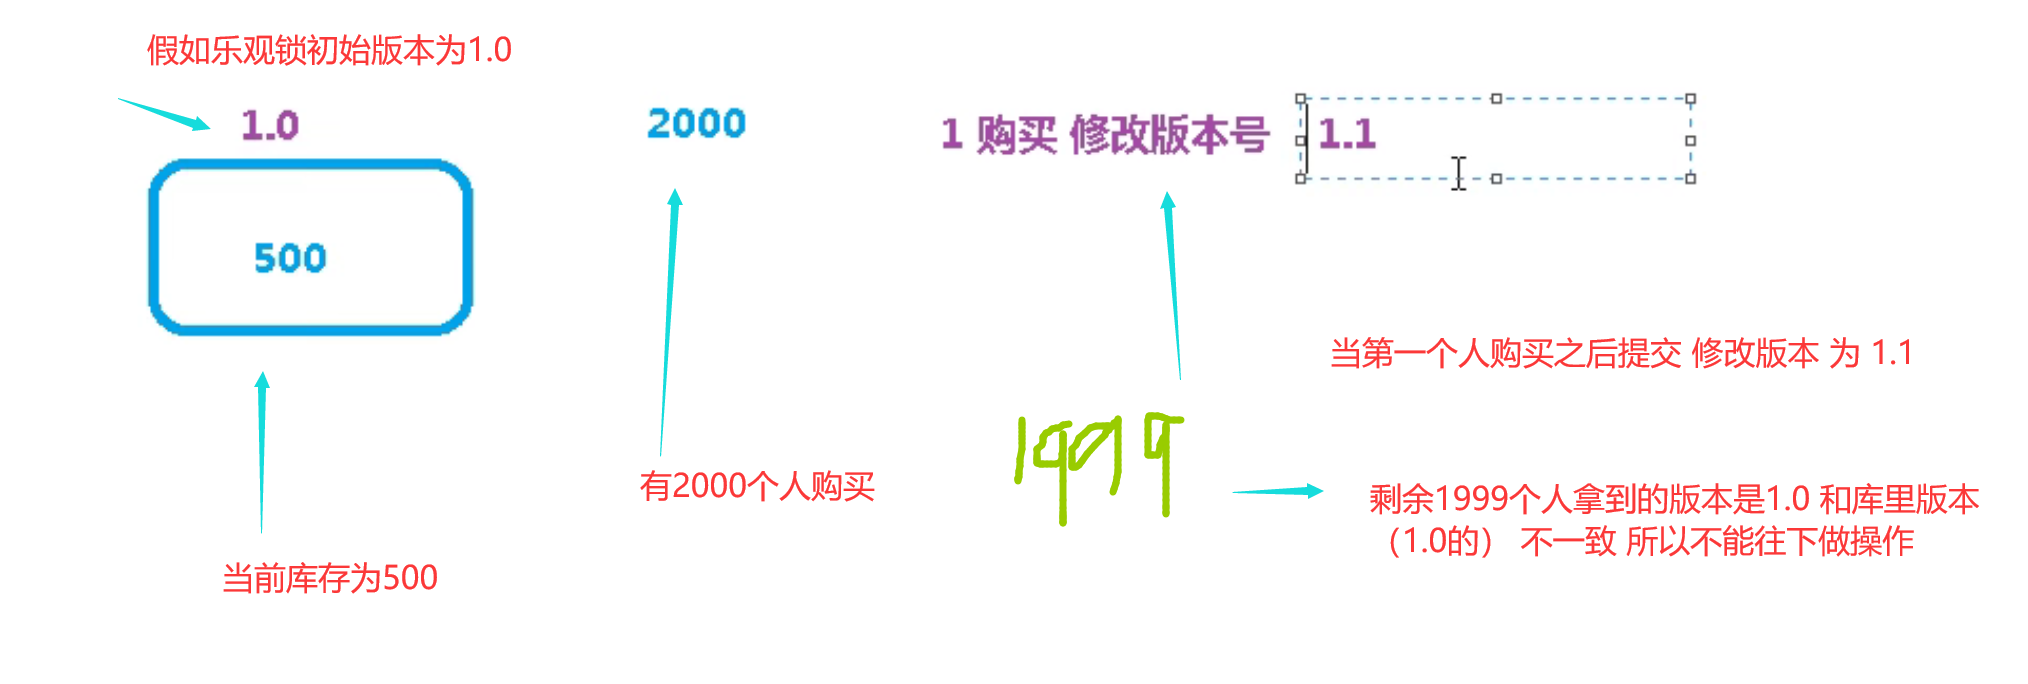 假如乐观锁初始版本为1.0
1.0
2000
1 购买 修改版本号
1.1
500
当第一个人购买之后提交 修改版本 为 1.1
1999
有2000个人购买
剩余1999个人拿到的版本是1.0 和库里版本
（1.0的） 不一致 所以不能往下做操作
当前库存为500